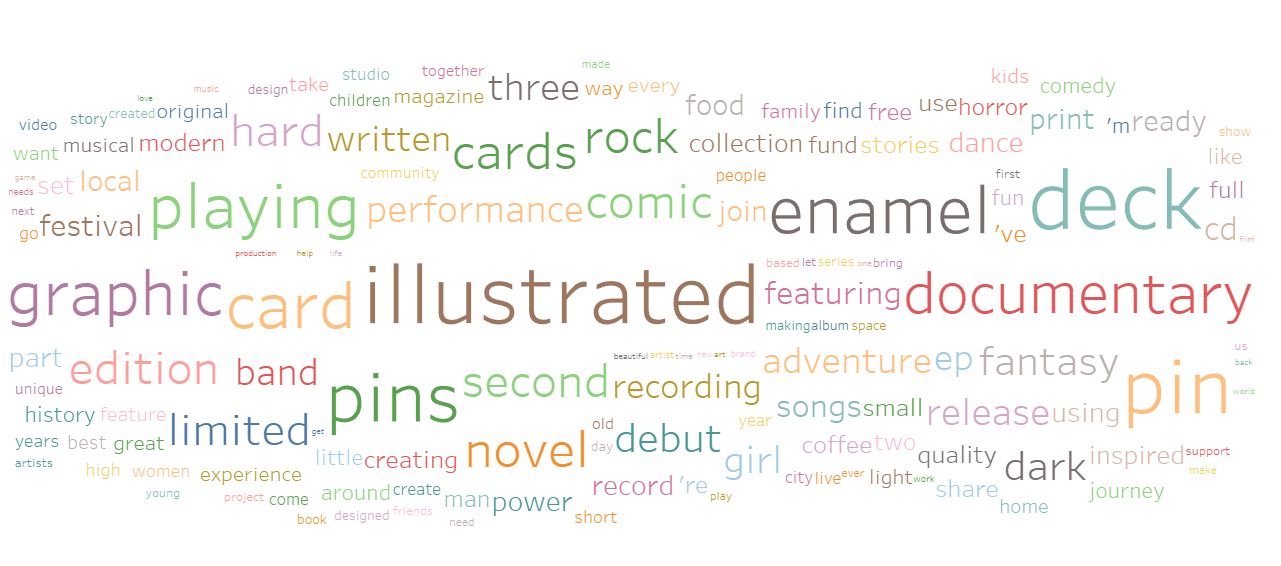 made
studio together kids
music design take three way every comedy
love children magazine food family find free use horror
story created original print 'm ready
video musical modern hard written cards rock collection fund stories dance show
want like
game community people first
needs set local playing performance comic join enamel fun deck full
next go festival 've cd film
production help life
graphic card illustrated based let series one bring
featuring documentary
making album space
part edition band beautiful artist time new art brand adventure ep fantasy us
back
unique pins second recording pin world
history feature limited get old year songs small release using
years best great novel day debut coffee two
artists little creating girl quality dark inspired support
high women experience city live ever light work make
young project come around create man power record 're play share journey
book designed friends need short home